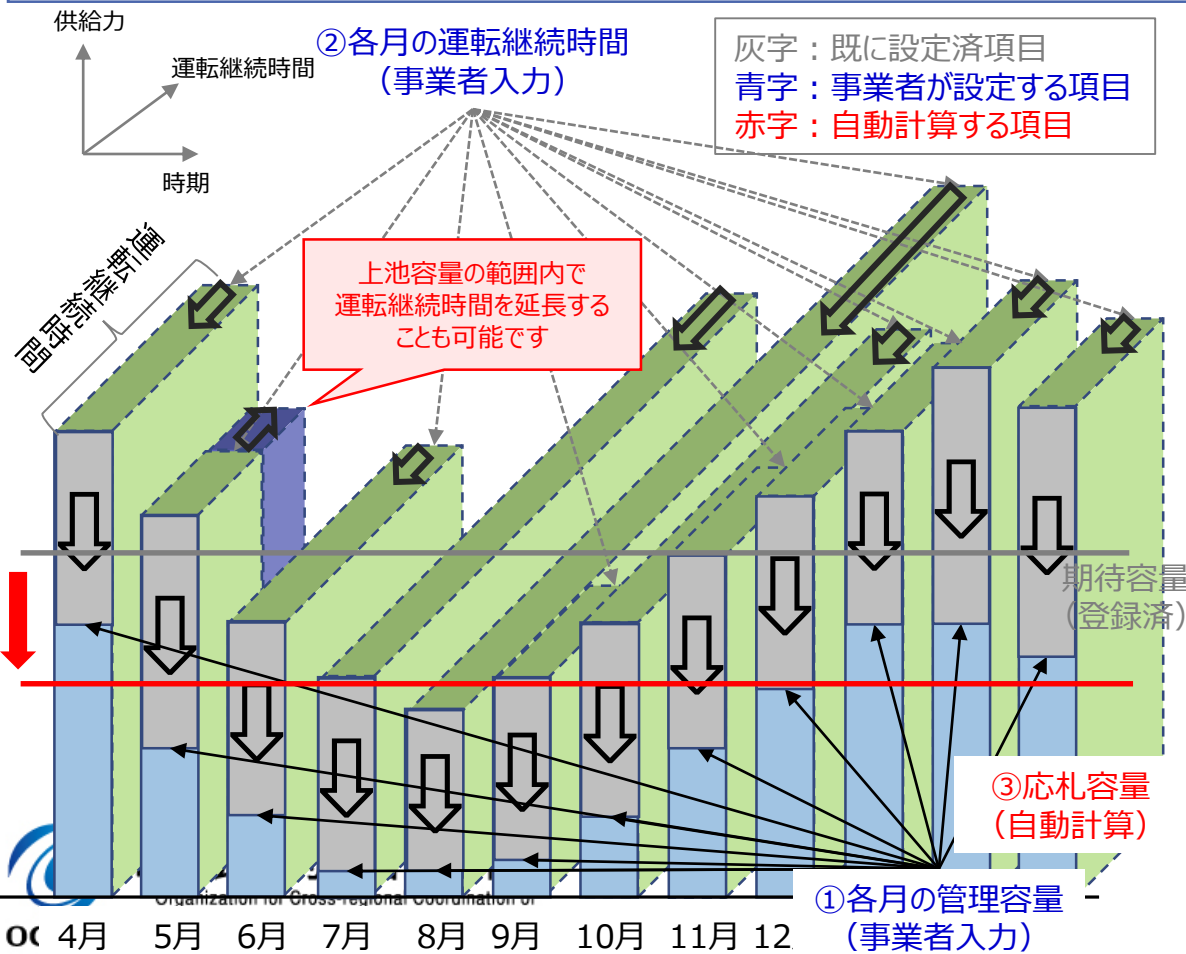 供給力
運転継続時間
時期
②各月の運転継続時間
（事業者入力）
灰字：既に設定済項目
青字：事業者が設定する項目
赤字：自動計算する項目
運転継続時間
上池容量の範囲内で
運転継続時間を延長する
ことも可能です
期待容量
（登録済）
③応札容量
（自動計算）
①各月の管理容量
（事業者入力）
Organization for Cross-regional Coordination of
4月 5月 6月 7月 8月 9月 10月 11月 12